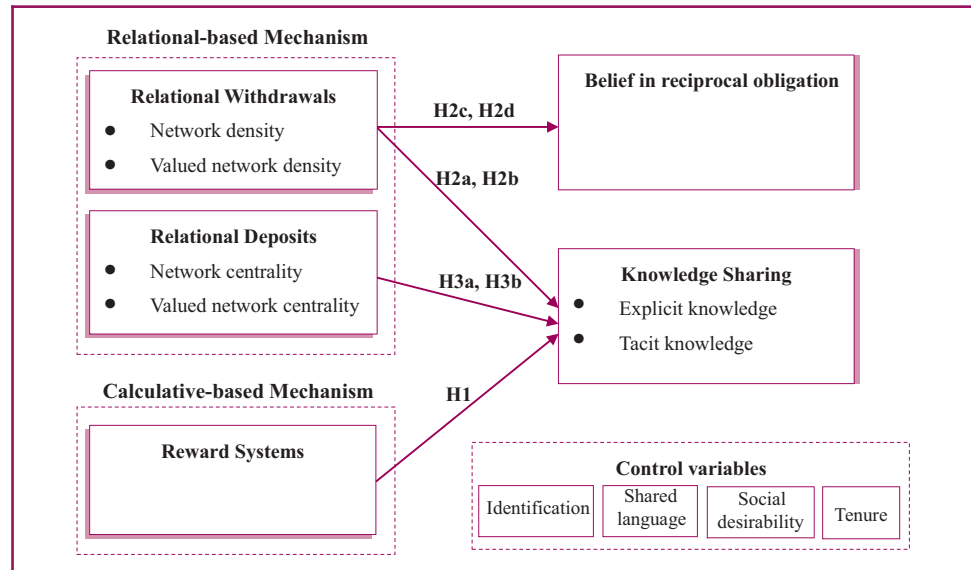 Relational-based Mechanism
Relational Withdrawals
● Network density
● Valued network density
Relational Deposits
● Network centrality
● Valued network centrality
Calculative-based Mechanism
Reward Systems
H2c, H2d
H2a, H2b
H3a, H3b
H1
Belief in reciprocal obligation
Knowledge Sharing
● Explicit knowledge
● Tacit knowledge
Control variables
Identification
Shared
language
Social
desirability
Tenure